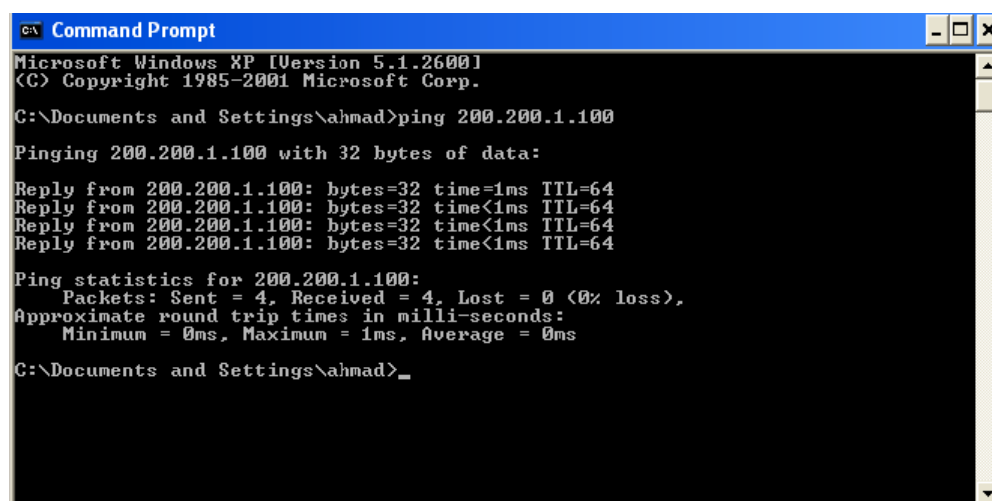 Command Prompt
Microsoft Windows XP [Version 5.1.2600]
(C) Copyright 1985-2001 Microsoft Corp.
C:\Documents and Settings\ahmad>ping 200.200.1.100
Pinging 200.200.1.100 with 32 bytes of data:
Reply from 200.200.1.100: bytes=32 time=1ms TTL=64
Reply from 200.200.1.100: bytes=32 time<1ms TTL=64
Reply from 200.200.1.100: bytes=32 time<1ms TTL=64
Reply from 200.200.1.100: bytes=32 time<1ms TTL=64
Ping statistics for 200.200.1.100:
    Packets: Sent = 4, Received = 4, Lost = 0 (0% loss),
Approximate round trip times in milli-seconds:
    Minimum = 0ms, Maximum = 1ms, Average = 0ms
C:\Documents and Settings\ahmad>_